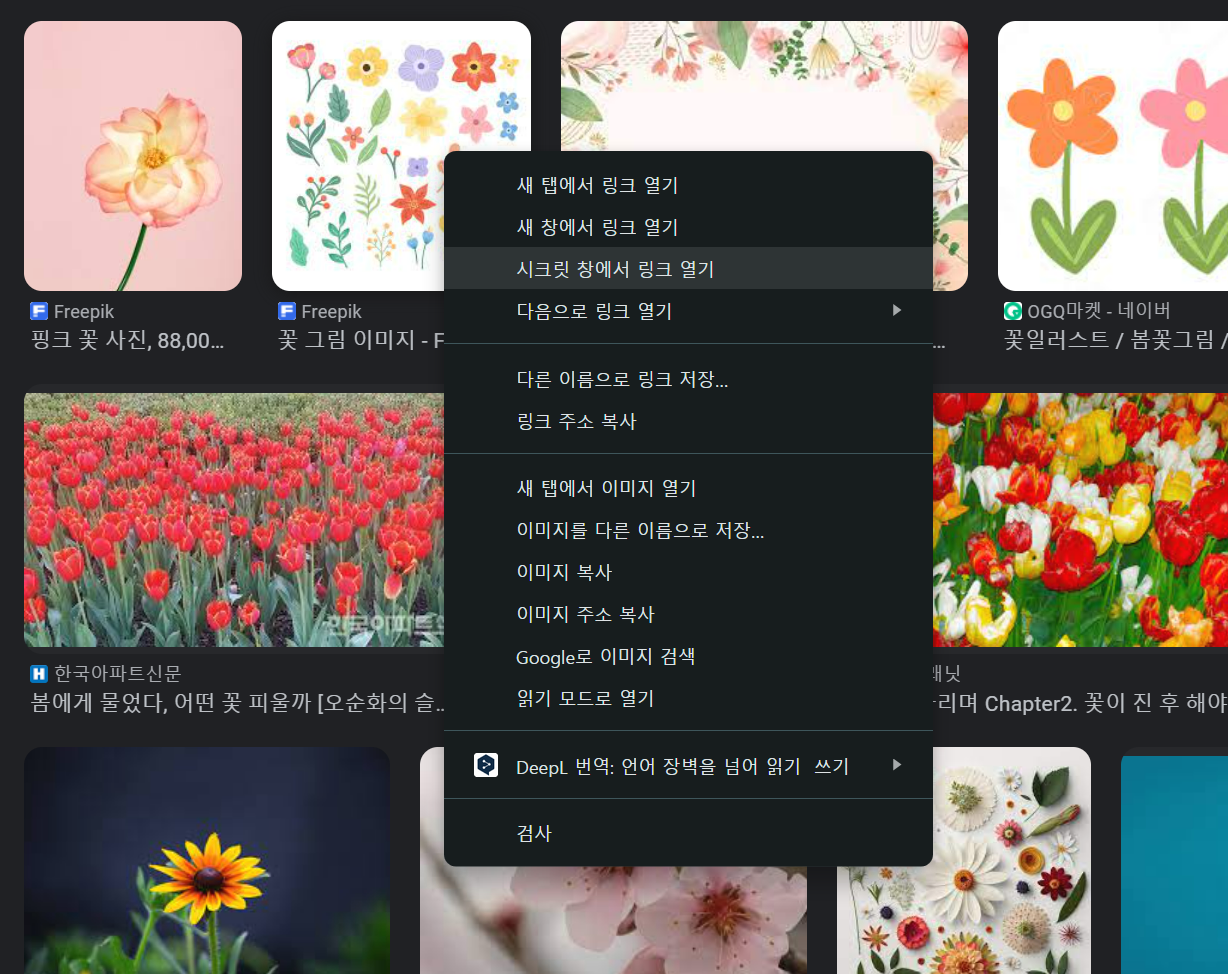 Freepik
핑크 꽃 사진, 88,00...
Freepik
꽃 그림 이미지 - F
...
OGQ마켓 - 네이버
꽃일러스트 / 봄꽃그림 /
새 탭에서 링크 열기
새 창에서 링크 열기
시크릿 창에서 링크 열기
다음으로 링크 열기
다른 이름으로 링크 저장...
링크 주소 복사
새 탭에서 이미지 열기
이미지를 다른 이름으로 저장...
이미지 복사
이미지 주소 복사
Google로 이미지 검색
읽기 모드로 열기
DeepL 번역: 언어 장벽을 넘어 읽기 쓰기
검사
한국아파트신문
봄에게 물었다, 어떤 꽃 피울까 [오순화의 슬...
닛
리며 Chapter2. 꽃이 진 후 해야